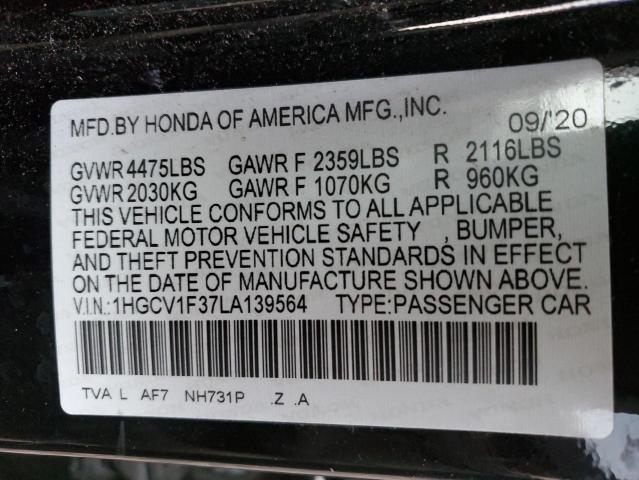 MFD.BY HONDA OF AMERICA MFG.,INC. 09/'20
GVWR 4475LBS GAWR F 2359LBS R 2116LBS
GVWR 2030KG GAWR F 1070KG R 960KG
THIS VEHICLE CONFORMS TO ALL APPLICABLE
FEDERAL MOTOR VEHICLE SAFETY , BUMPER,
AND THEFT PREVENTION STANDARDS IN EFFECT
ON THE DATE OF MANUFACTURE SHOWN ABOVE.
V.I.N.:1HGCV1F37LA139564 TYPE:PASSENGER CAR
TVA L AF7 NH731P .Z .A